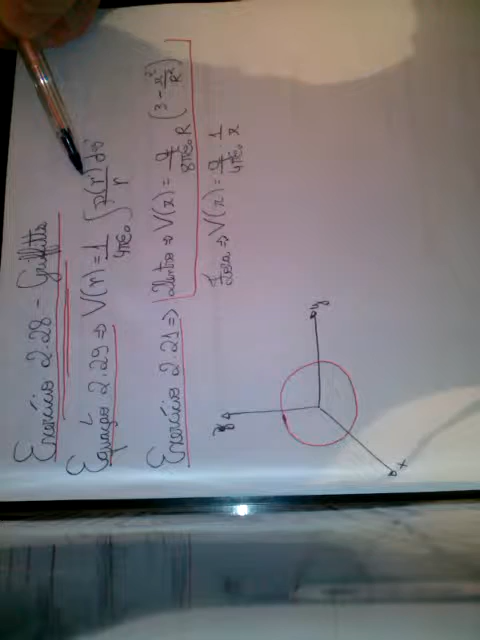 Exercício 2.28 - Griffiths
Equação 2.29 => V(r) = 1/4πε₀ ∫ ρ(r') dτ'/r
Exercício 2.21 => Dentro => V(r) = q/8πε₀R (3 - r²/R²)
Fora => V(r) = q/4πε₀ 1/r
z
y
x